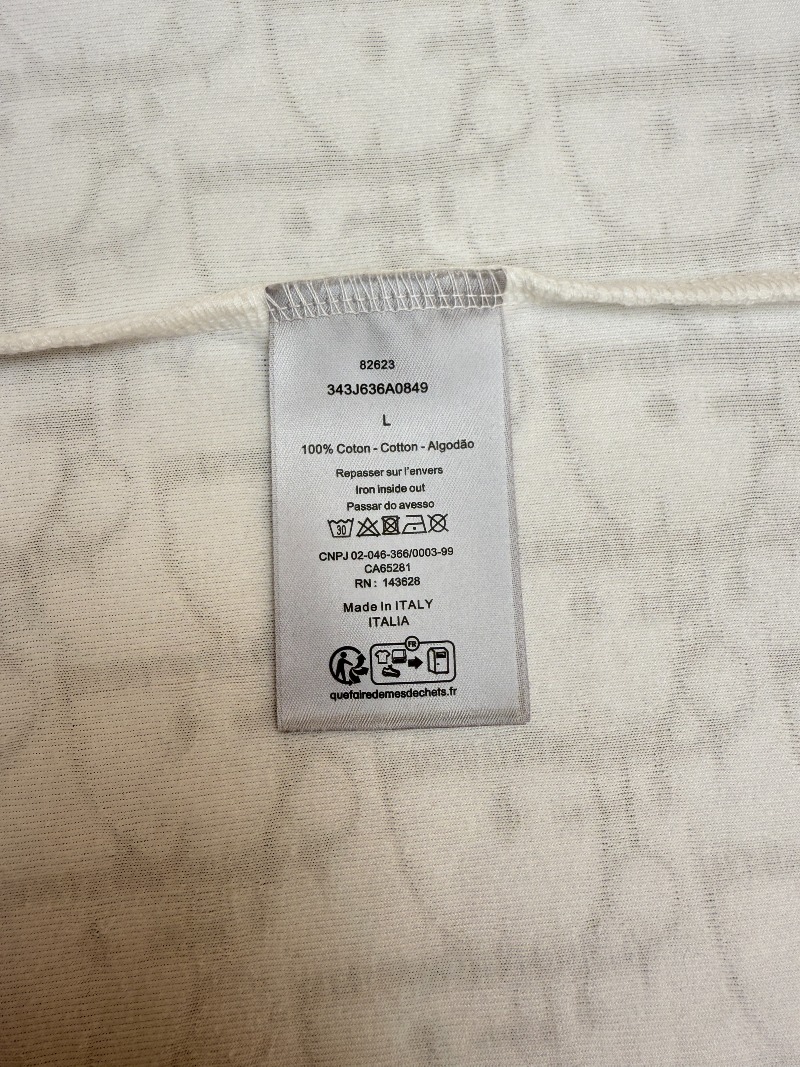 82623
343J636A0849
L
100% Coton - Cotton - Algodão
Repasser sur l'envers
Iron inside out
Passar do avesso
30
CNPJ 02-046-366/0003-99
CA65281
RN : 143628
Made In ITALY
ITALIA
FR
quefairedemesdechets.fr